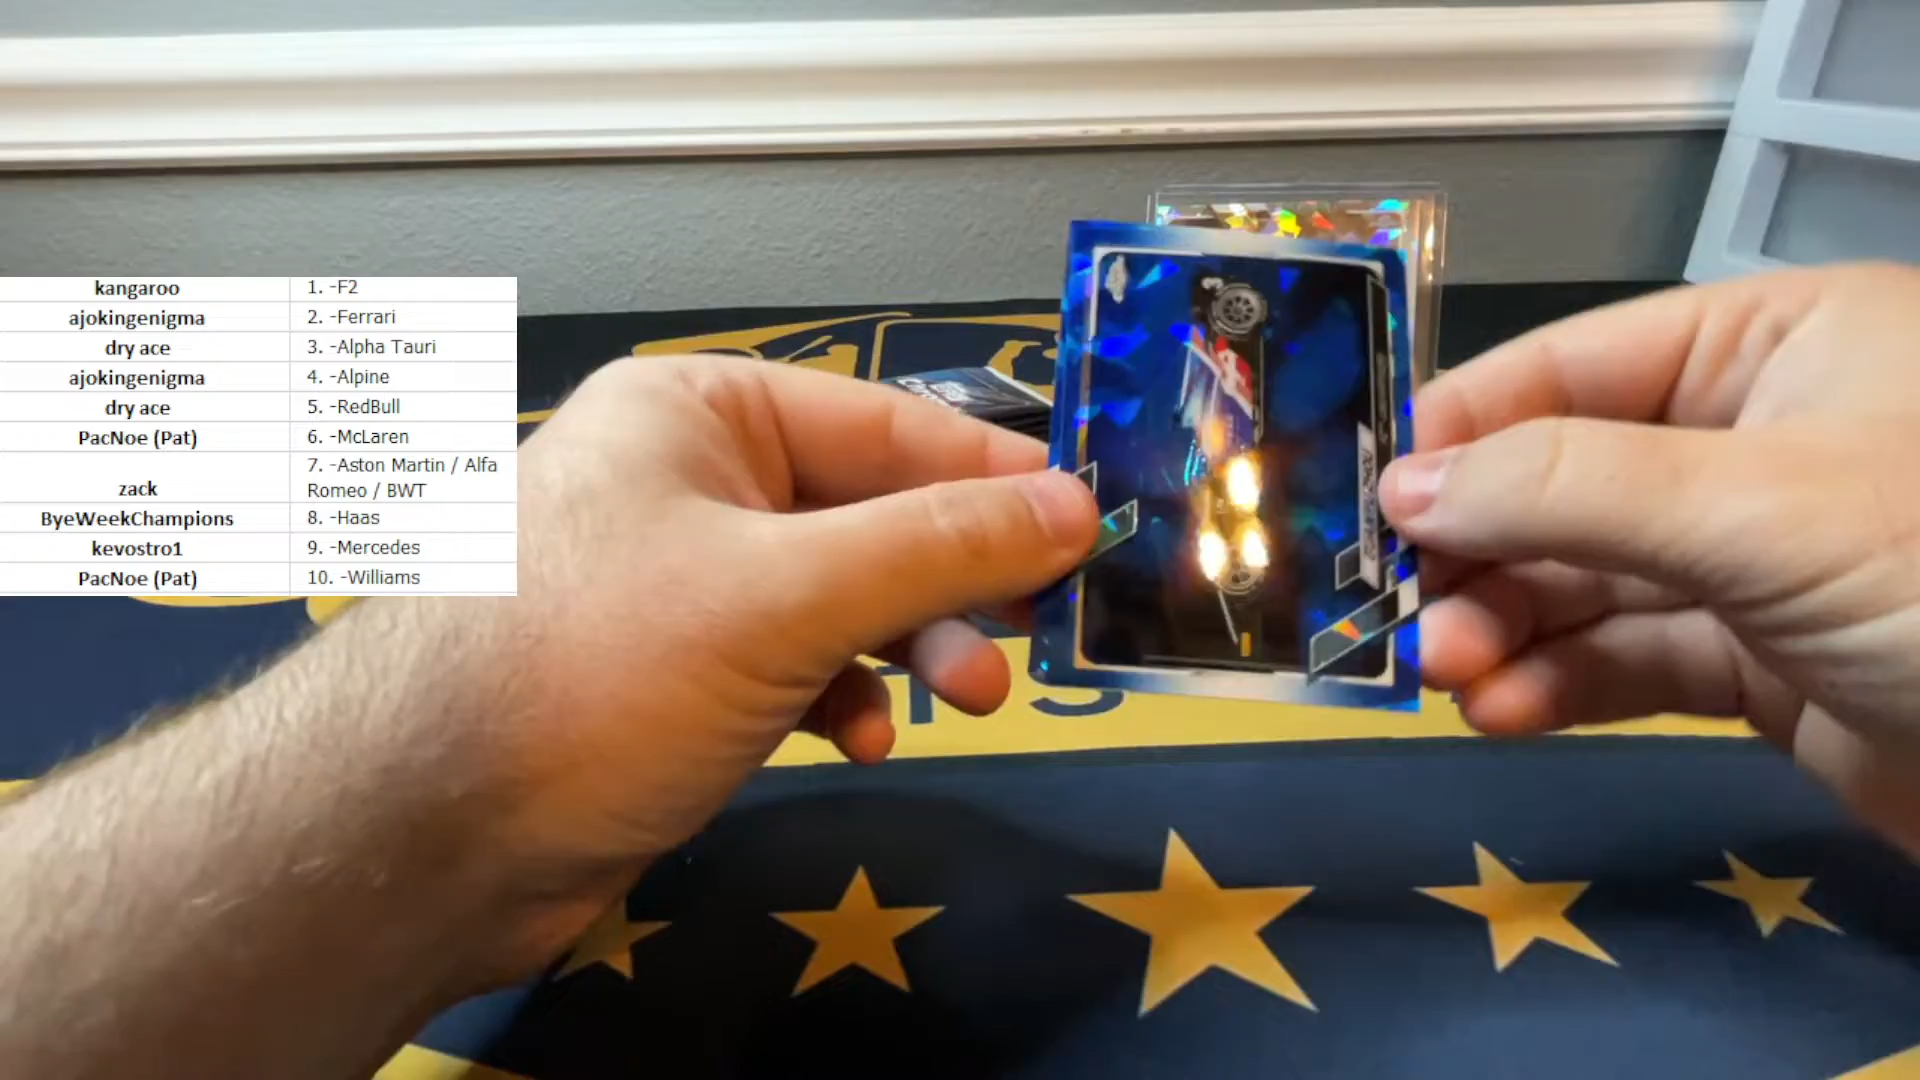 kangaroo 1. -F2
ajokingenigma 2. -Ferrari
dry ace 3. -Alpha Tauri
ajokingenigma 4. -Alpine
dry ace 5. -RedBull
PacNoe (Pat) 6. -McLaren
zack 7. -Aston Martin / Alfa
Romeo / BWT
ByeWeekChampions 8. -Haas
kevostro1 9. -Mercedes
PacNoe (Pat) 10. -Williams